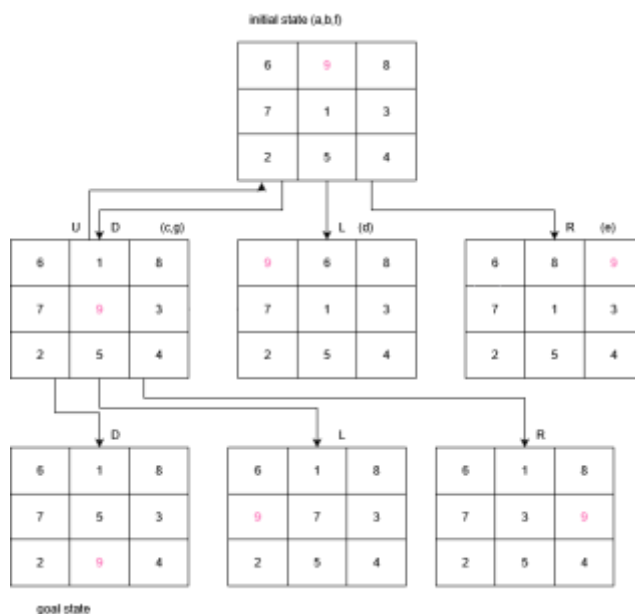 initial state (a,b,f)
6 9 8
7 1 3
2 5 4
U D (c,g) L (d) R (e)
6 1 8 9 6 8 6 8 9
7 9 3 7 1 3 7 1 3
2 5 4 2 5 4 2 5 4
D L R
6 1 8 6 1 8 6 1 8
7 5 3 9 7 3 7 3 9
2 9 4 2 5 4 2 5 4
goal state